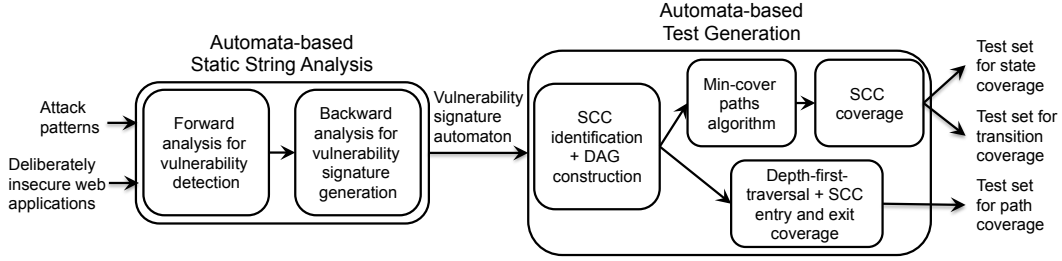 Automata-based
Static String Analysis
Attack
patterns
Deliberately
insecure web
applications
Forward
analysis for
vulnerability
detection
Backward
analysis for
vulnerability
signature
generation
Vulnerability
signature
automaton
Automata-based
Test Generation
SCC
identification
+ DAG
construction
Min-cover
paths
algorithm
SCC
coverage
Depth-first-
traversal + SCC
entry and exit
coverage
Test set
for state
coverage
Test set for
transition
coverage
Test set
for path
coverage